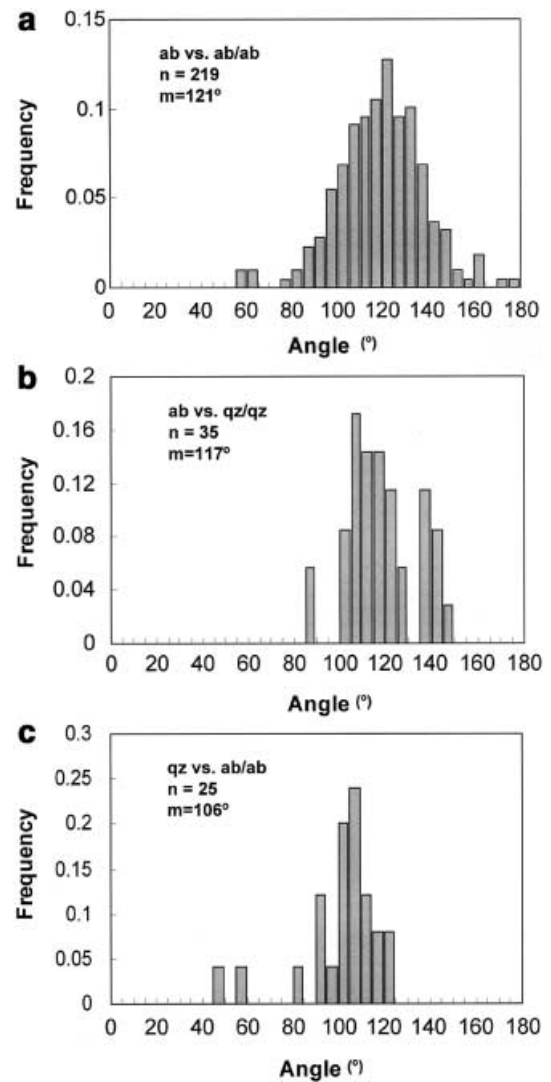 a
0.15
0.1
0.05
0
Frequency
ab vs. ab/ab
n = 219
m=121º
0 20 40 60 80 100 120 140 160 180
Angle (º)
b
0.2
0.16
0.12
0.08
0.04
0
Frequency
ab vs. qz/qz
n = 35
m=117º
0 20 40 60 80 100 120 140 160 180
Angle (º)
c
0.3
0.25
0.2
0.15
0.1
0.05
0
Frequency
qz vs. ab/ab
n = 25
m=106º
0 20 40 60 80 100 120 140 160 180
Angle (º)